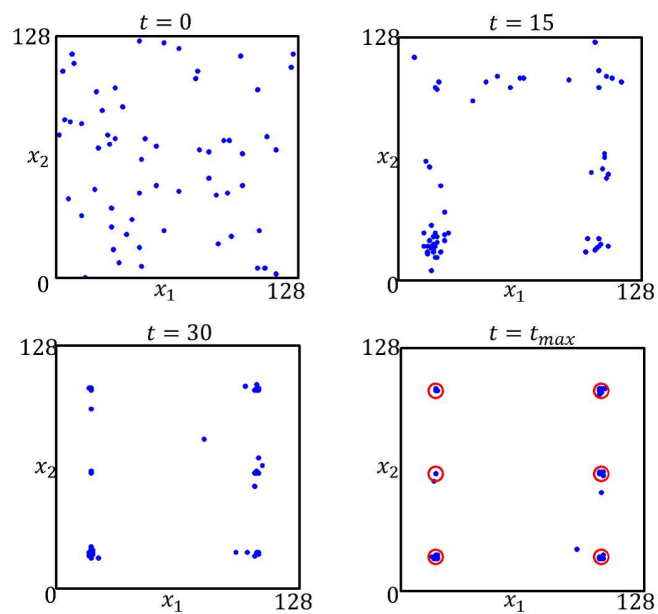 t = 0
128
x₂
0
x₁
128
t = 15
128
x₂
0
x₁
128
t = 30
128
x₂
0
x₁
128
t = tₘₐₓ
128
x₂
0
x₁
128